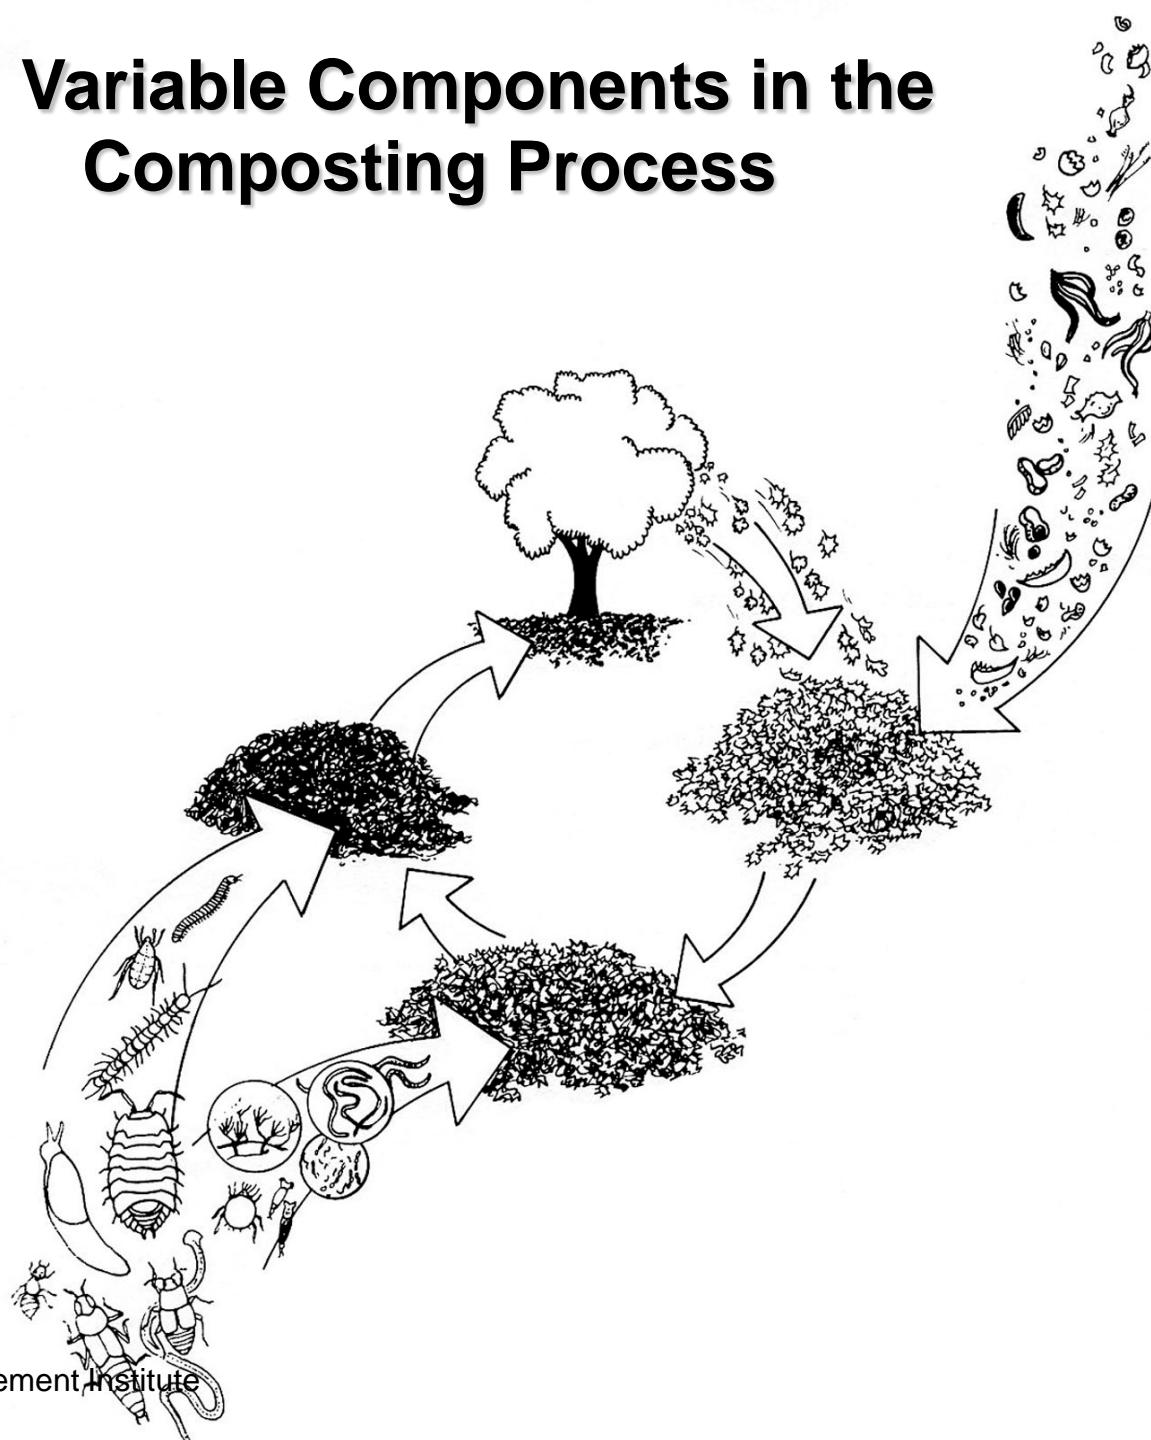 Variable Components in the
Composting Process
ement Institute